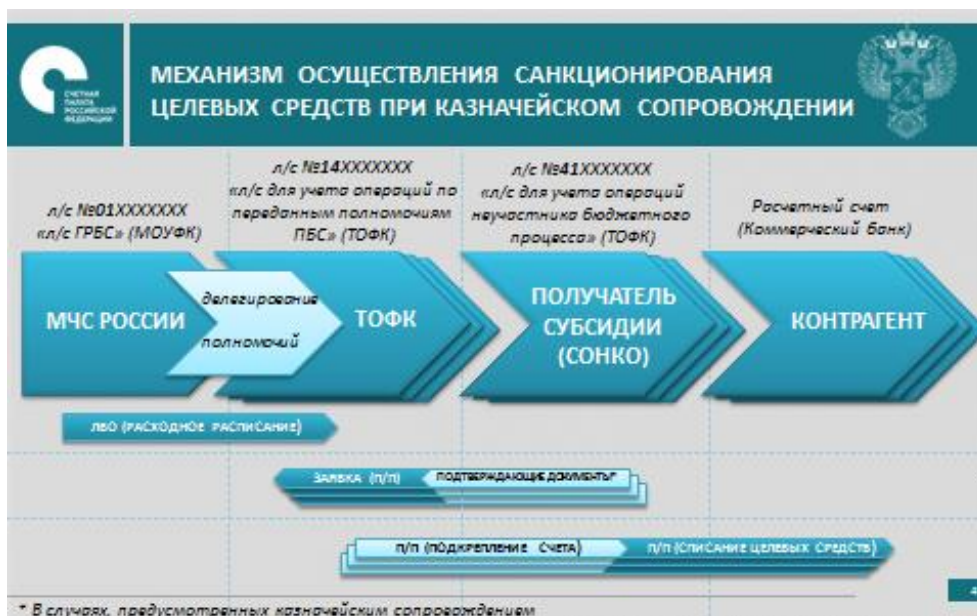 СЧЕТНАЯ
ПАЛАТА
РОССИЙСКОЙ
ФЕДЕРАЦИИ
МЕХАНИЗМ ОСУЩЕСТВЛЕНИЯ САНКЦИОНИРОВАНИЯ
ЦЕЛЕВЫХ СРЕДСТВ ПРИ КАЗНАЧЕЙСКОМ СОПРОВОЖДЕНИИ
л/с №01XXXXXXX
«л/с ГРБС» (МОУФК)
л/с №14XXXXXXX
«л/с для учета операций по
переданным полномочиям
ПБС» (ТОФК)
л/с №41XXXXXXX
«л/с для учета операций
неучастника бюджетного
процесса» (ТОФК)
Расчетный счет
(Коммерческий банк)
МЧС РОССИИ
делегирование
полномочий
ТОФК
ПОЛУЧАТЕЛЬ
СУБСИДИИ
(СОНКО)
КОНТРАГЕНТ
ЛБО (РАСХОДНОЕ РАСПИСАНИЕ)
ЗАЯВКА (П/П)
ПОДТВЕРЖДАЮЩИЕ ДОКУМЕНТЫ*
П/П (ПОДКРЕПЛЕНИЕ СЧЕТА)
П/П (СПИСАНИЕ ЦЕЛЕВЫХ СРЕДСТВ)
* В случаях, предусмотренных казначейским сопровождением